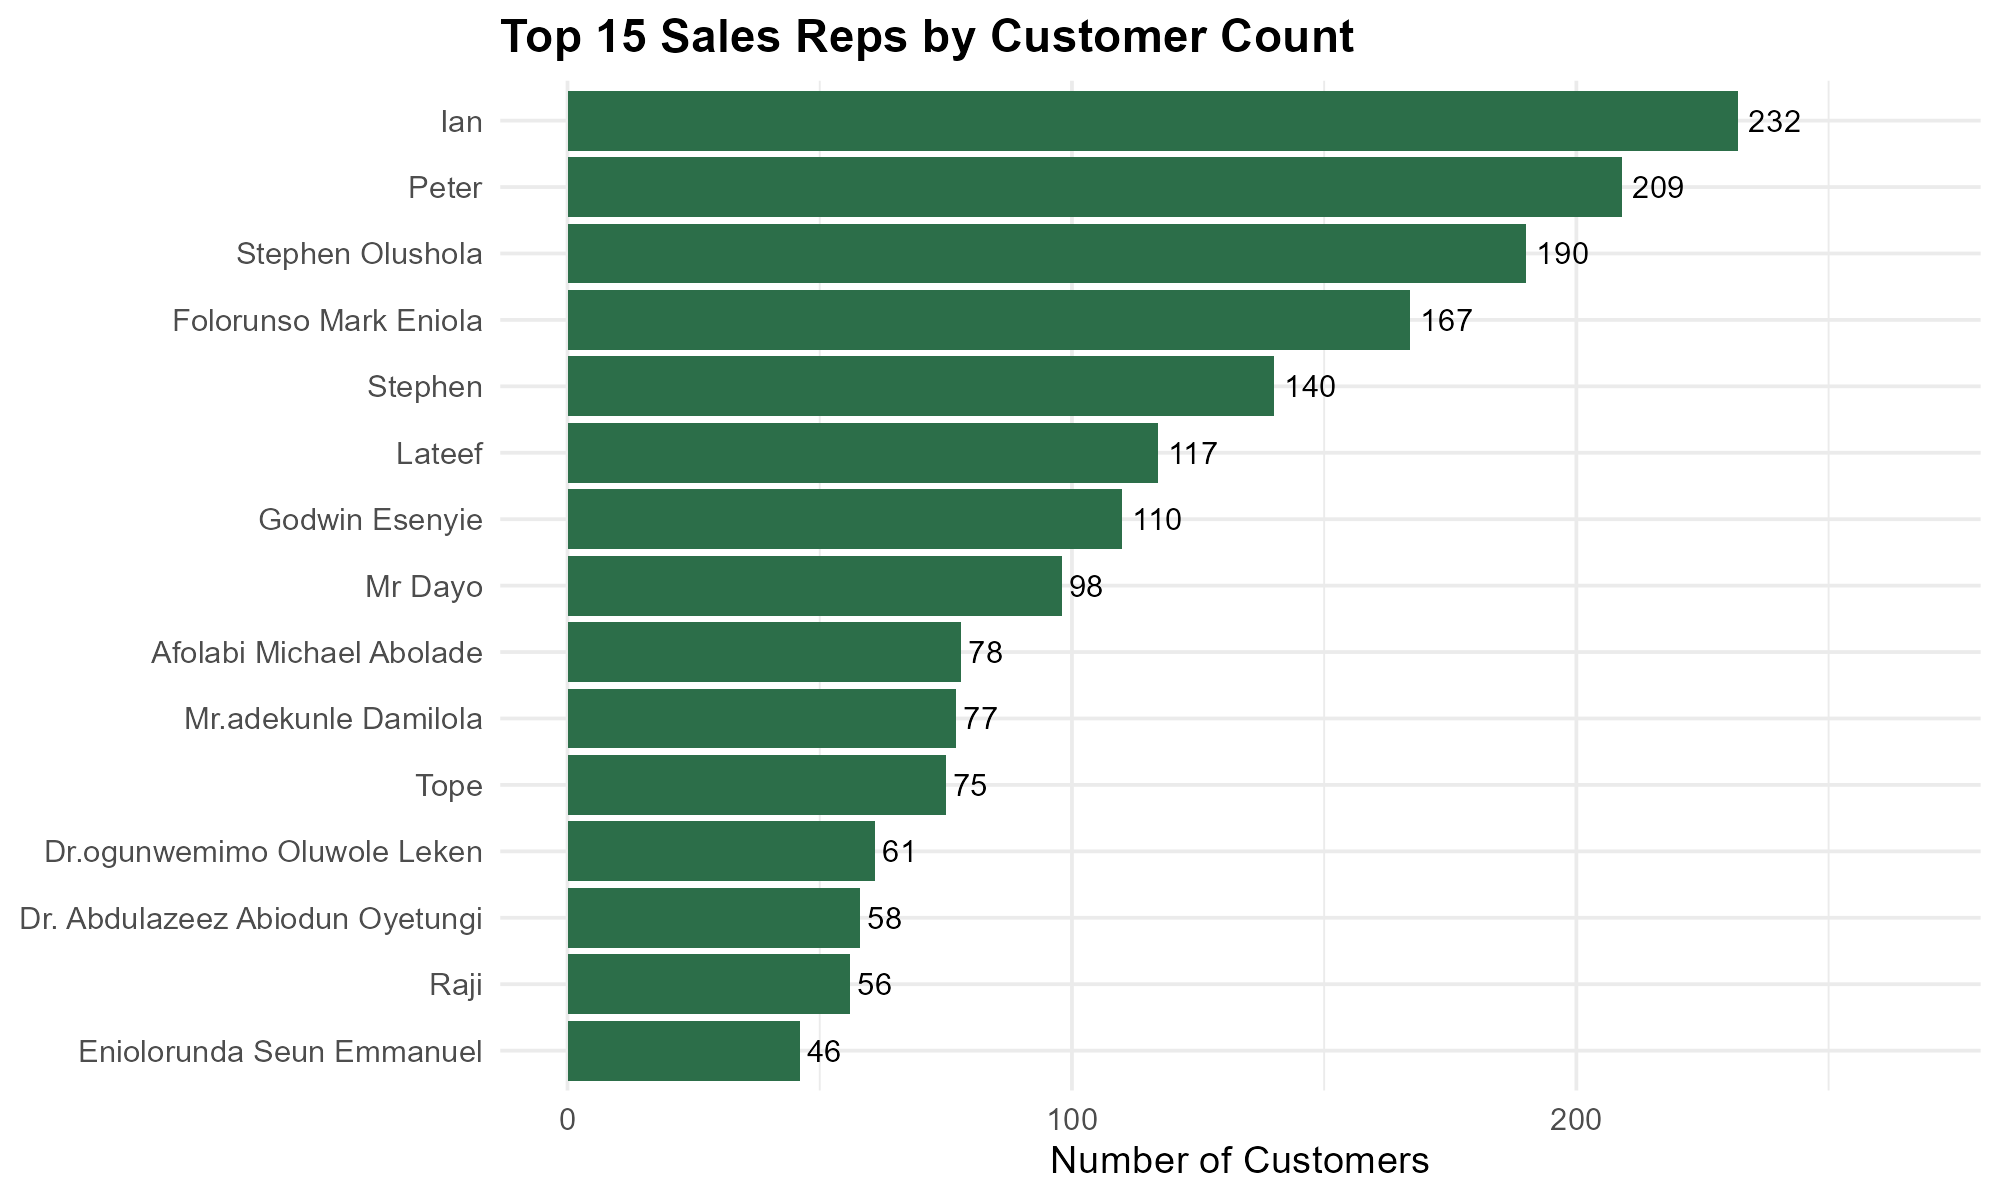 Top 15 Sales Reps by Customer Count
Ian 232
Peter 209
Stephen Olushola 190
Folorunso Mark Eniola 167
Stephen 140
Lateef 117
Godwin Esenyie 110
Mr Dayo 98
Afolabi Michael Abolade 78
Mr.adekunle Damilola 77
Tope 75
Dr.ogunwemimo Oluwole Leken 61
Dr. Abdulazeez Abiodun Oyetungi 58
Raji 56
Eniolorunda Seun Emmanuel 46
0 100 200
Number of Customers